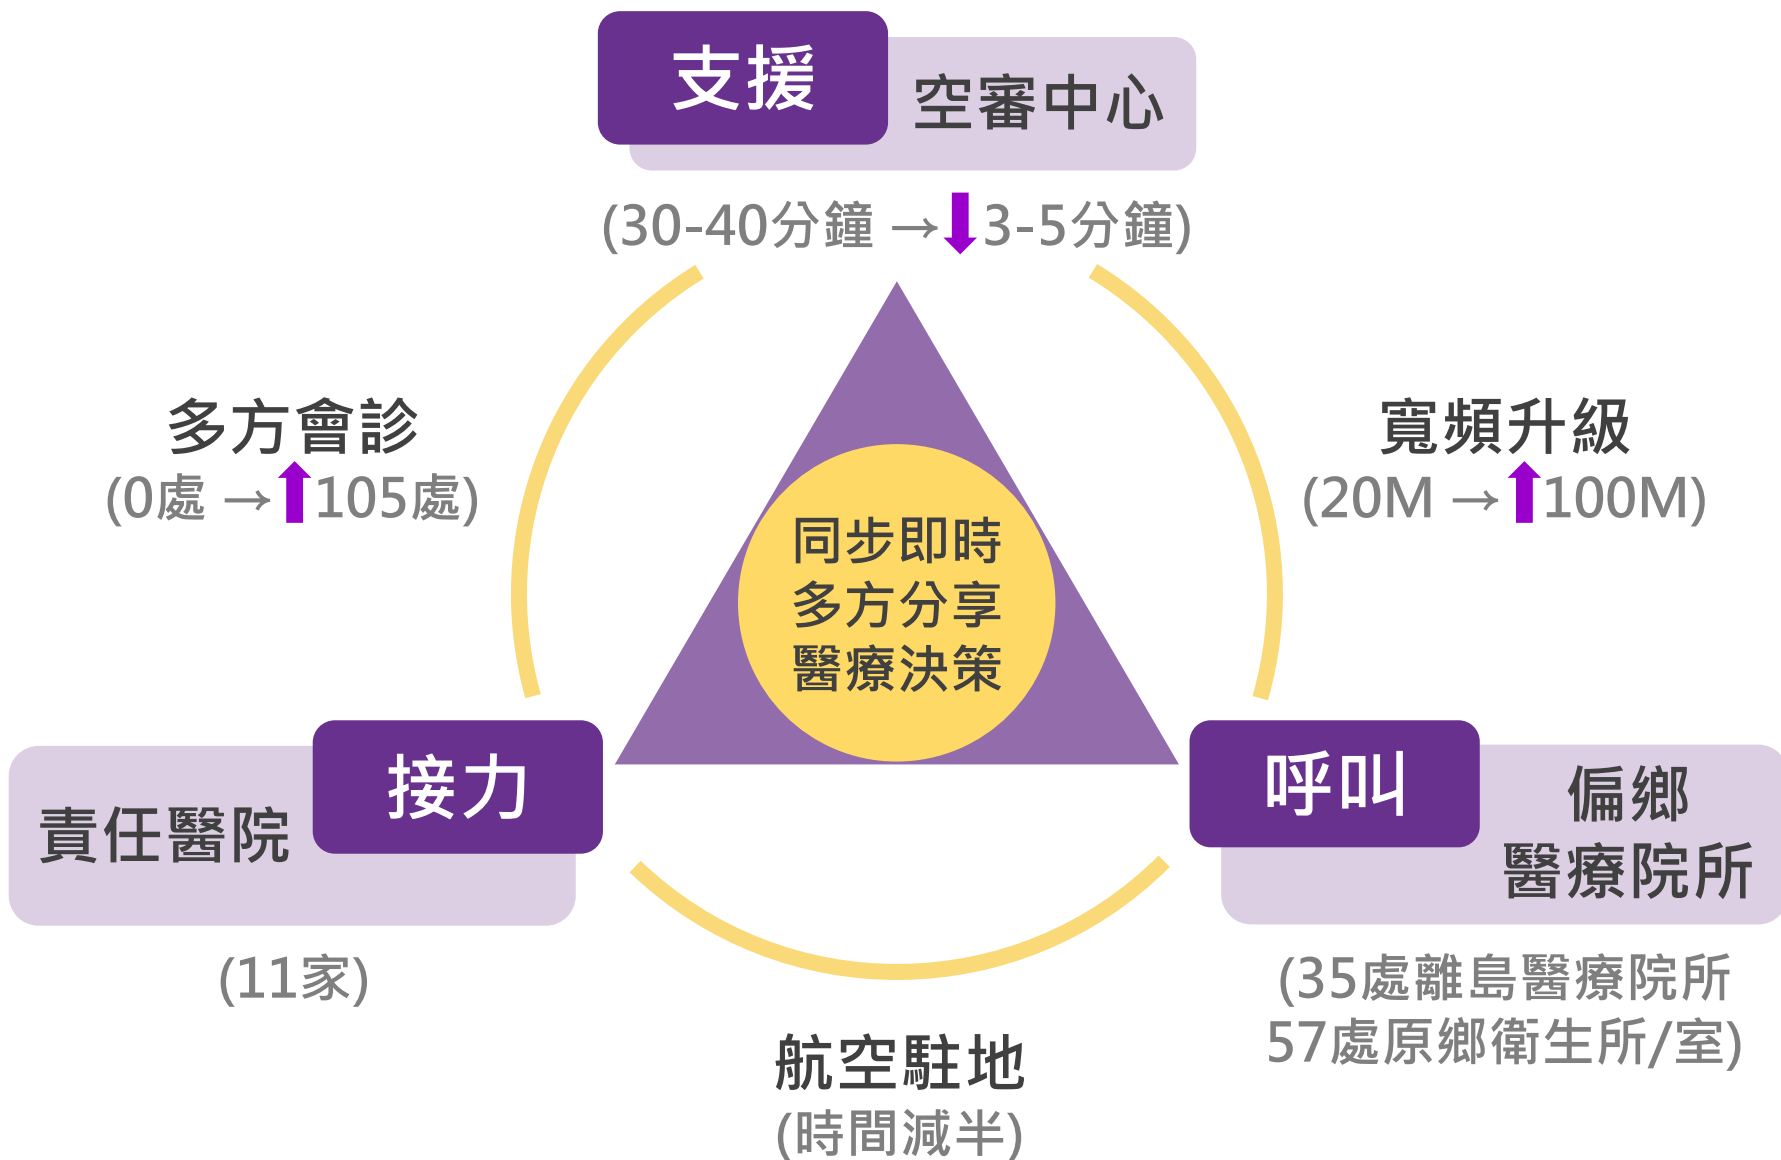 支援
空審中心
(30-40分鐘 →⬇3-5分鐘)
多方會診
(0處 →⬆105處)
寬頻升級
(20M →⬆100M)
同步即時
多方分享
醫療決策
接力
責任醫院
(11家)
呼叫
偏鄉
醫療院所
(35處離島醫療院所
57處原鄉衛生所/室)
航空駐地
(時間減半)